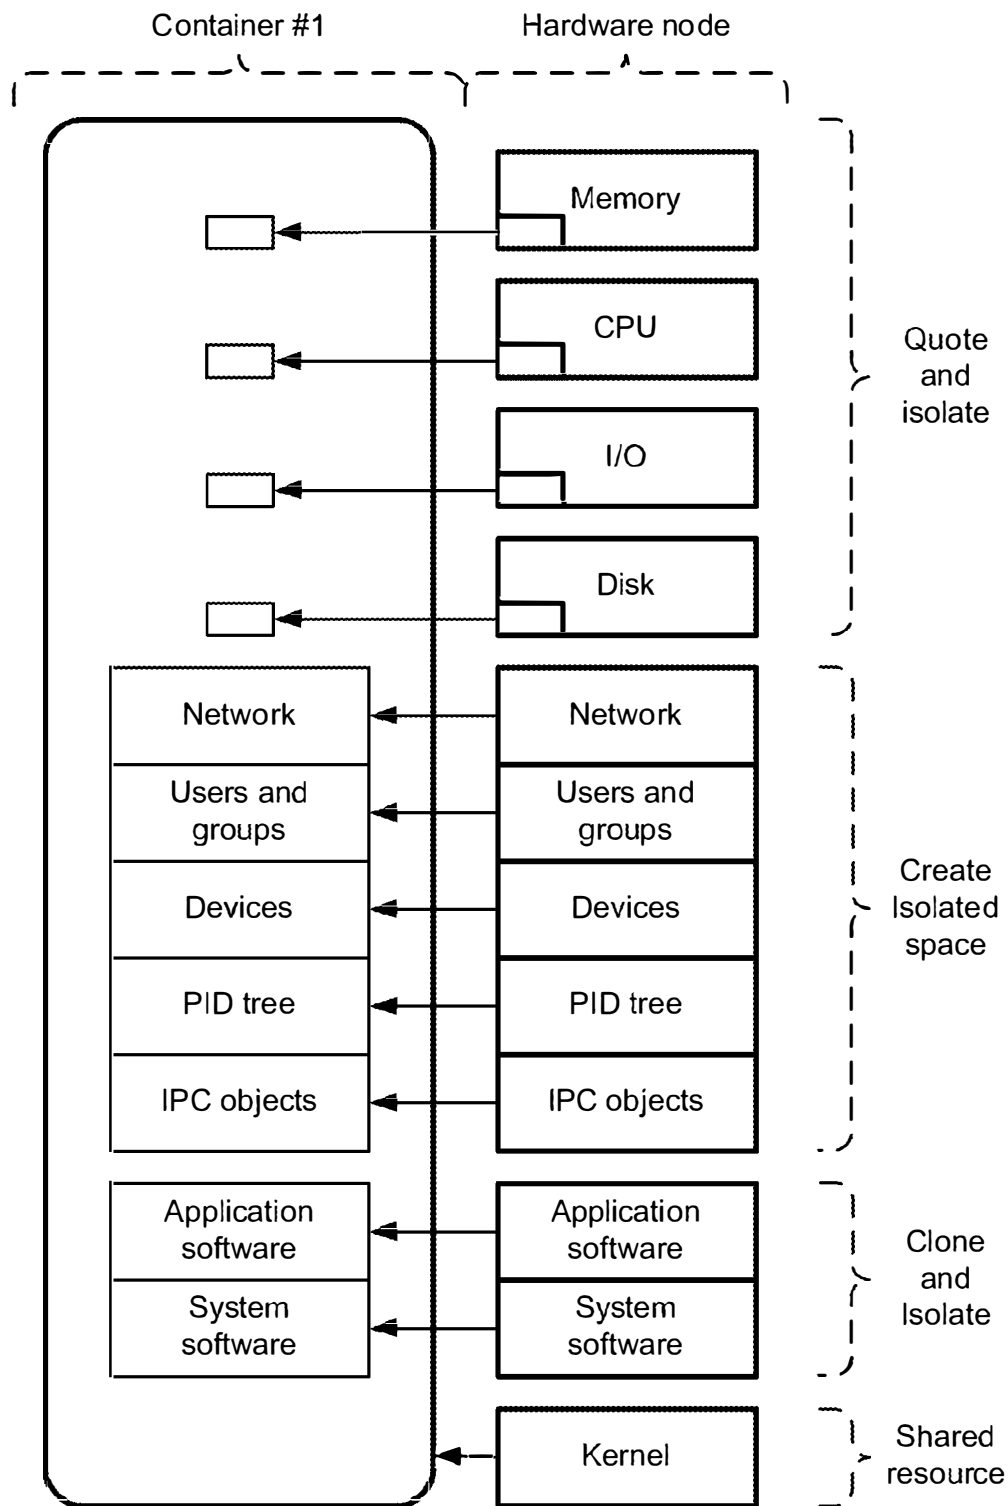 Container #1
Hardware node
Memory
CPU
I/O
Disk
Quote
and
isolate
Network
Network
Users and
groups
Users and
groups
Devices
Devices
PID tree
PID tree
IPC objects
IPC objects
Create
Isolated
space
Application
software
Application
software
System
software
System
software
Clone
and
Isolate
Kernel
Shared
resource